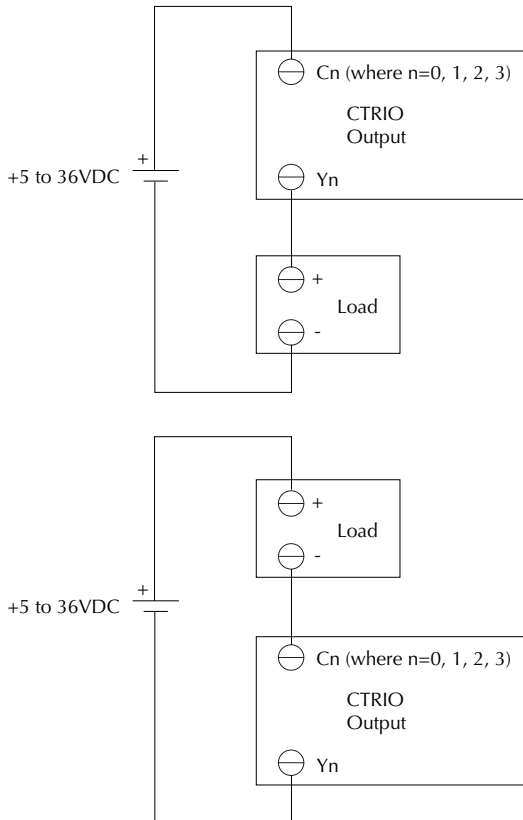 Cn (where n=0, 1, 2, 3)
CTRIO
Output
+
+5 to 36VDC
Yn
+
Load
-
+
Load
-
+
+5 to 36VDC
Cn (where n=0, 1, 2, 3)
CTRIO
Output
Yn